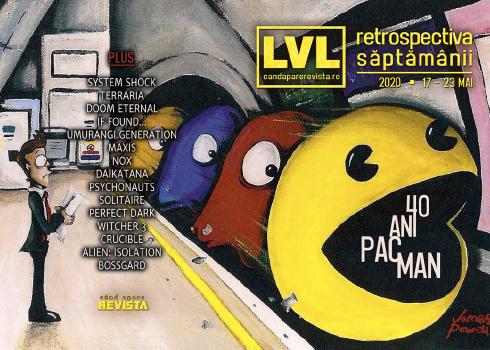 LVL
candaparerevista.ro
retrospectiva
săptămânii
2020 ▪ 17 – 23 MAI
PLUS
SYSTEM SHOCK
TERRARIA
DOOM ETERNAL
IF FOUND...
UMURANGI GENERATION
MAXIS
NOX
DAIKATANA
PSYCHONAUTS
SOLITAIRE
PERFECT DARK
WITCHER 3
CRUCIBLE
ALIEN: ISOLATION
BOSSGARD
când apare
REVISTA
40
ANI
PAC
MAN
James
Powell